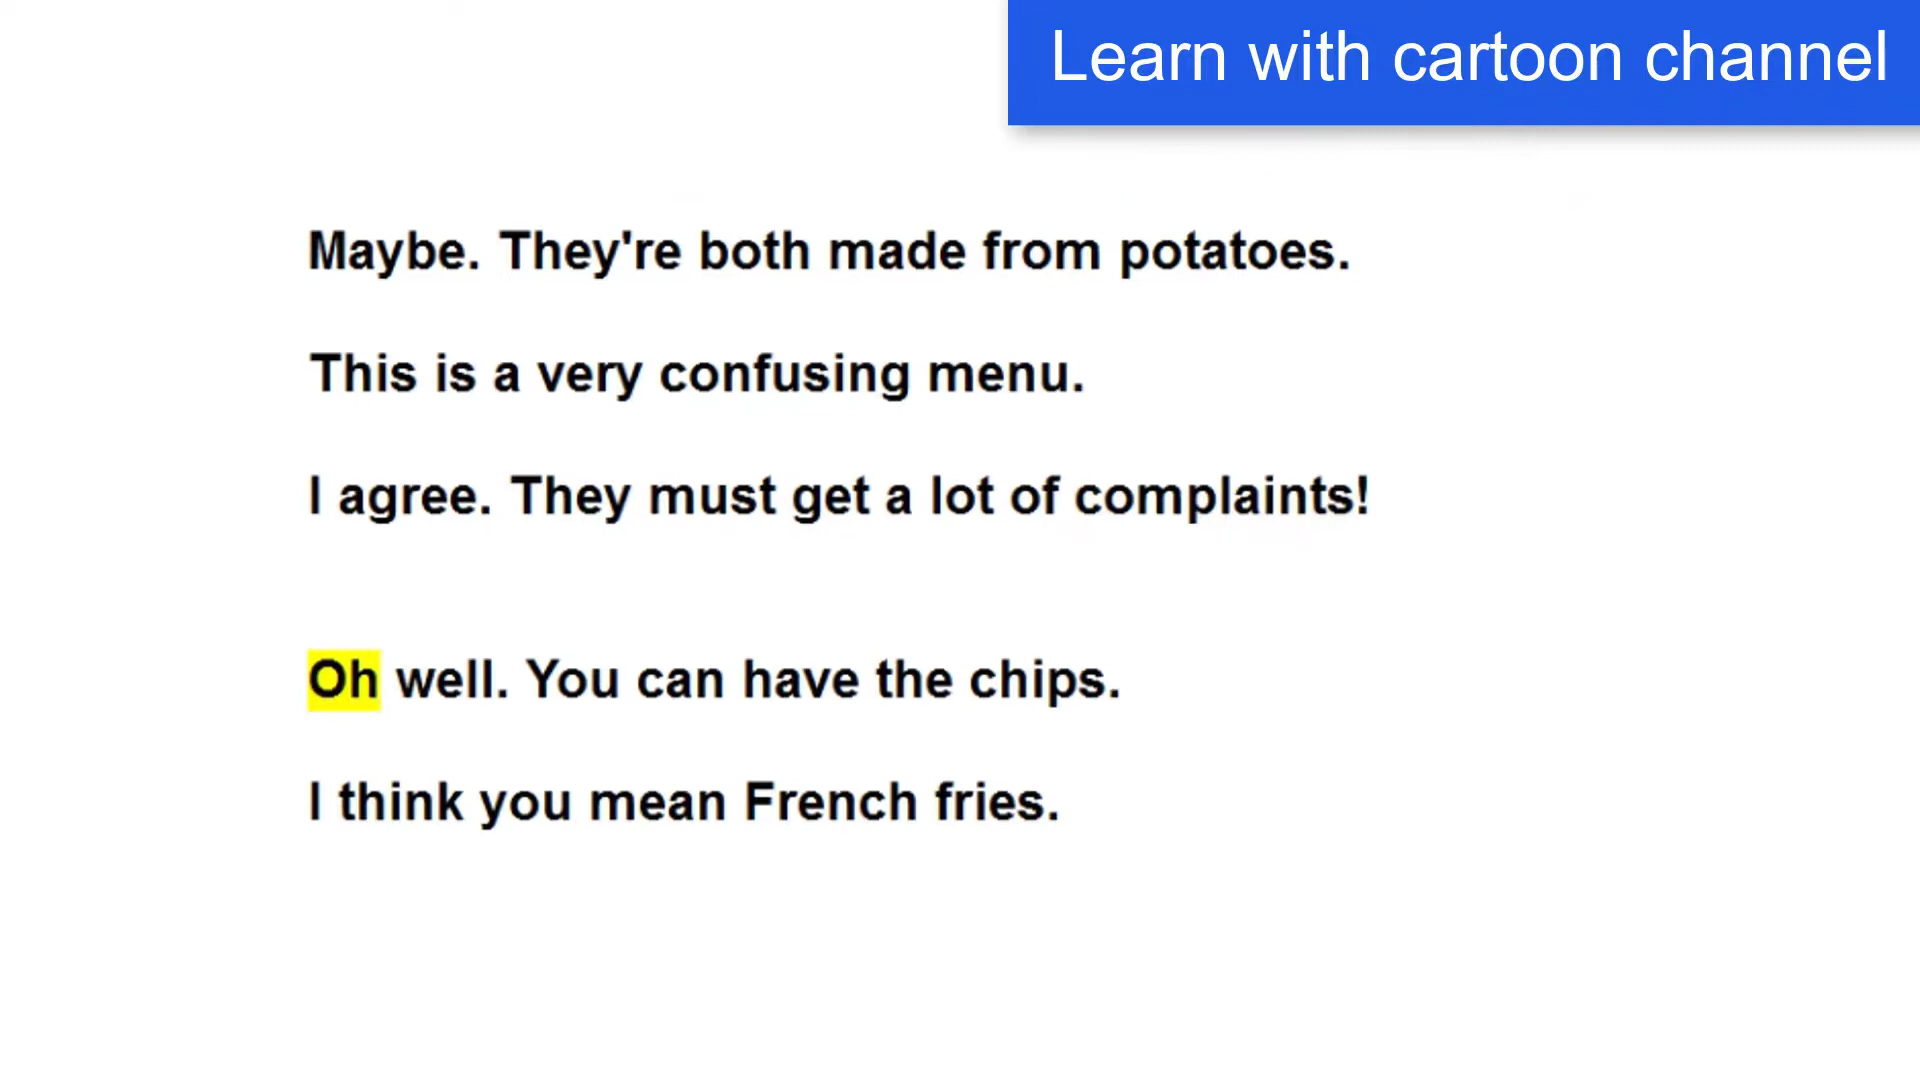 Learn with cartoon channel
Maybe. They're both made from potatoes.
This is a very confusing menu.
I agree. They must get a lot of complaints!
Oh well. You can have the chips.
I think you mean French fries.